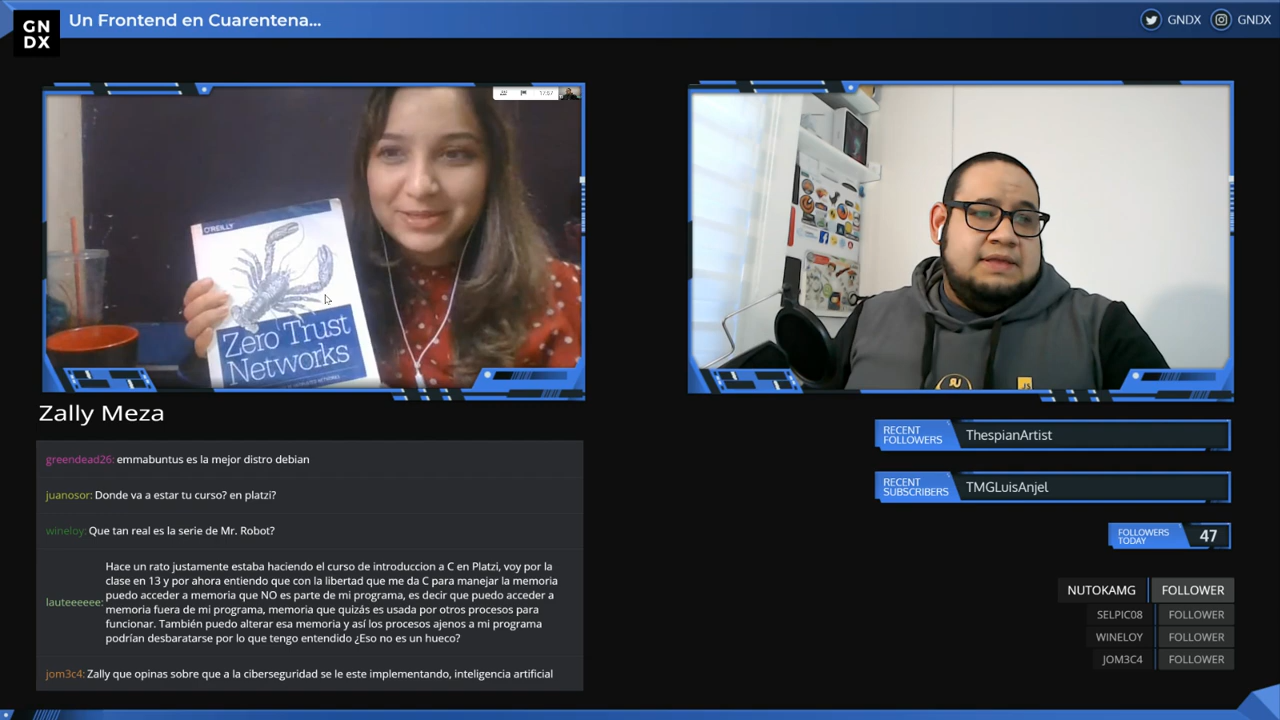 GN
DX
Un Frontend en Cuarentena...
GNDX
GNDX
17:57
O'REILLY
Zero Trust
Networks
JS
Zally Meza
greendead26: emmabuntus es la mejor distro debian
juanosor: Donde va a estar tu curso? en platzi?
wineloy: Que tan real es la serie de Mr. Robot?
lauteeeeee: Hace un rato justamente estaba haciendo el curso de introduccion a C en Platzi, voy por la
clase en 13 y por ahora entiendo que con la libertad que me da C para manejar la memoria
puedo acceder a memoria que NO es parte de mi programa, es decir que puedo acceder a
memoria fuera de mi programa, memoria que quizás es usada por otros procesos para
funcionar. También puedo alterar esa memoria y así los procesos ajenos a mi programa
podrían desbaratarse por lo que tengo entendido ¿Eso no es un hueco?
jom3c4: Zally que opinas sobre que a la ciberseguridad se le este implementando, inteligencia artificial
RECENT
FOLLOWERS
ThespianArtist
RECENT
SUBSCRIBERS
TMGLuisAnjel
FOLLOWERS
TODAY
47
NUTOKAMG FOLLOWER
SELPIC08 FOLLOWER
WINELOY FOLLOWER
JOM3C4 FOLLOWER